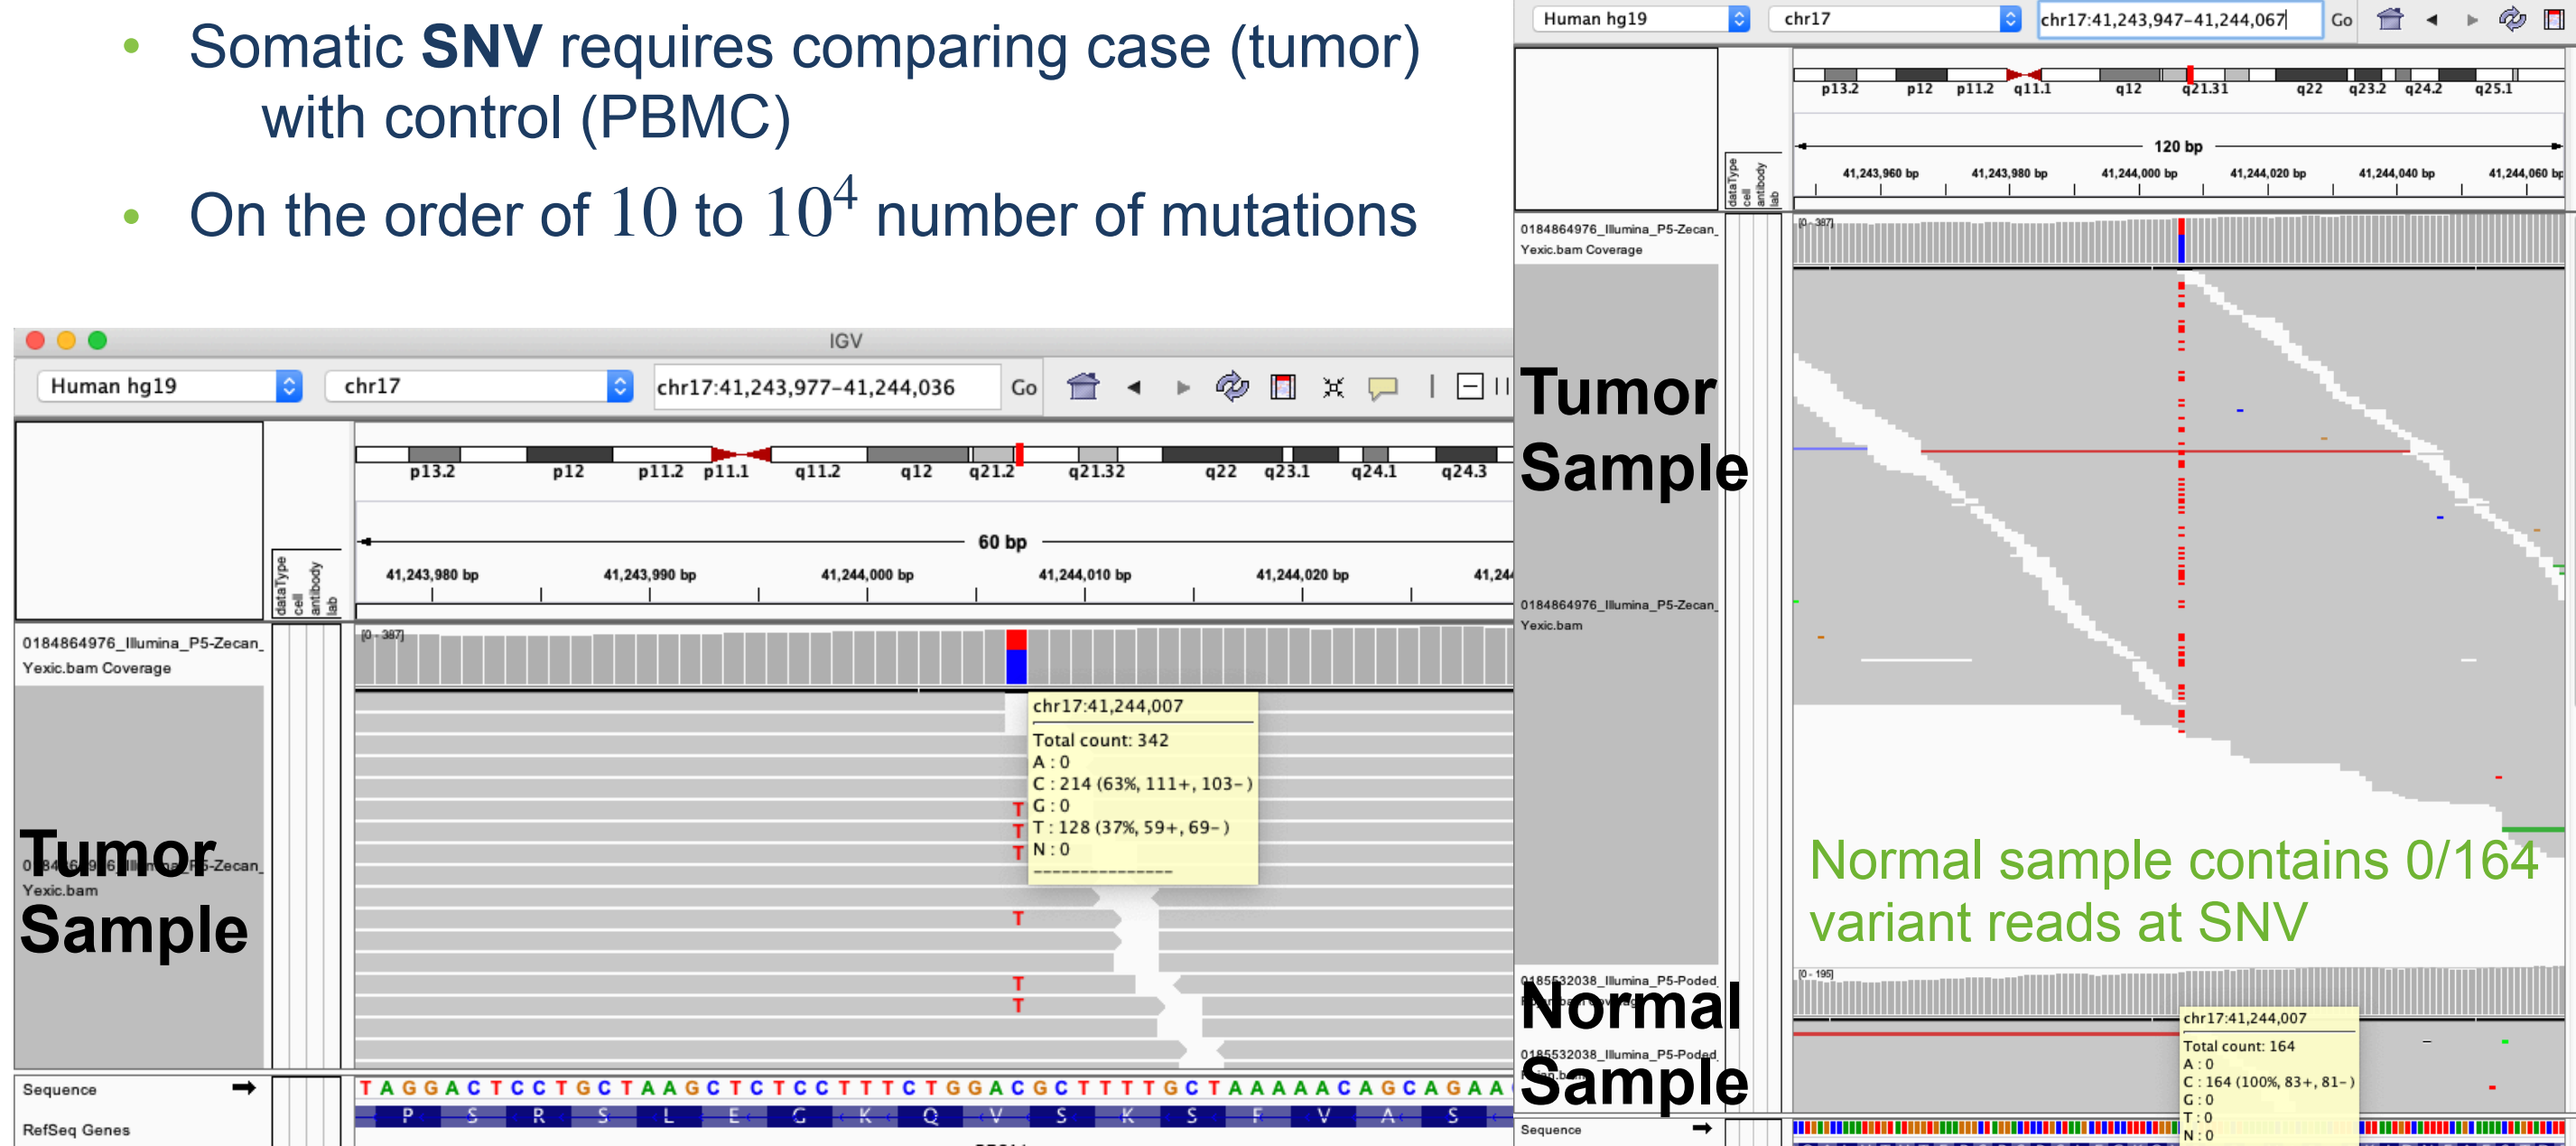 • Somatic SNV requires comparing case (tumor)
with control (PBMC)
• On the order of 10 to 10⁴ number of mutations
IGV
Human hg19 chr17 chr17:41,243,977-41,244,036 Go
p13.2 p12 p11.2 p11.1 q11.2 q12 q21.2 q21.32 q22 q23.1 q24.1 q24.3
60 bp
41,243,980 bp 41,243,990 bp 41,244,000 bp 41,244,010 bp 41,244,020 bp 41,244
dataType
cell
antibody
lab
0184864976_Illumina_P5-Zecan_
Yexic.bam Coverage
[0 - 387]
chr17:41,244,007
Total count: 342
A : 0
C : 214 (63%, 111+, 103- )
G : 0
T : 128 (37%, 59+, 69- )
N : 0
---------------
T
T
T
T
T
T
Tumor
Yexic.bam
Sample
Sequence
T A G G A C T C C T G C T A A G C T C T C C T T T C T G G A C G C T T T T G C T A A A A A C A G C A G A A
P S R S L E G K Q V S K S F V A S
RefSeq Genes
Human hg19 chr17 chr17:41,243,947-41,244,067 Go
p13.2 p12 p11.2 q11.1 q12 q21.31 q22 q23.2 q24.2 q25.1
120 bp
41,243,960 bp 41,243,980 bp 41,244,000 bp 41,244,020 bp 41,244,040 bp 41,244,060 bp
dataType
cell
antibody
lab
0184864976_Illumina_P5-Zecan_
Yexic.bam Coverage
[0 - 387]
Tumor
Sample
0184864976_Illumina_P5-Zecan_
Yexic.bam
Normal sample contains 0/164
variant reads at SNV
0185532038_Illumina_P5-Poded_
[0 - 195]
Normal
0185532038_Illumina_P5-Poded_
Sample
chr17:41,244,007
Total count: 164
A : 0
C : 164 (100%, 83+, 81- )
G : 0
T : 0
N : 0
Sequence